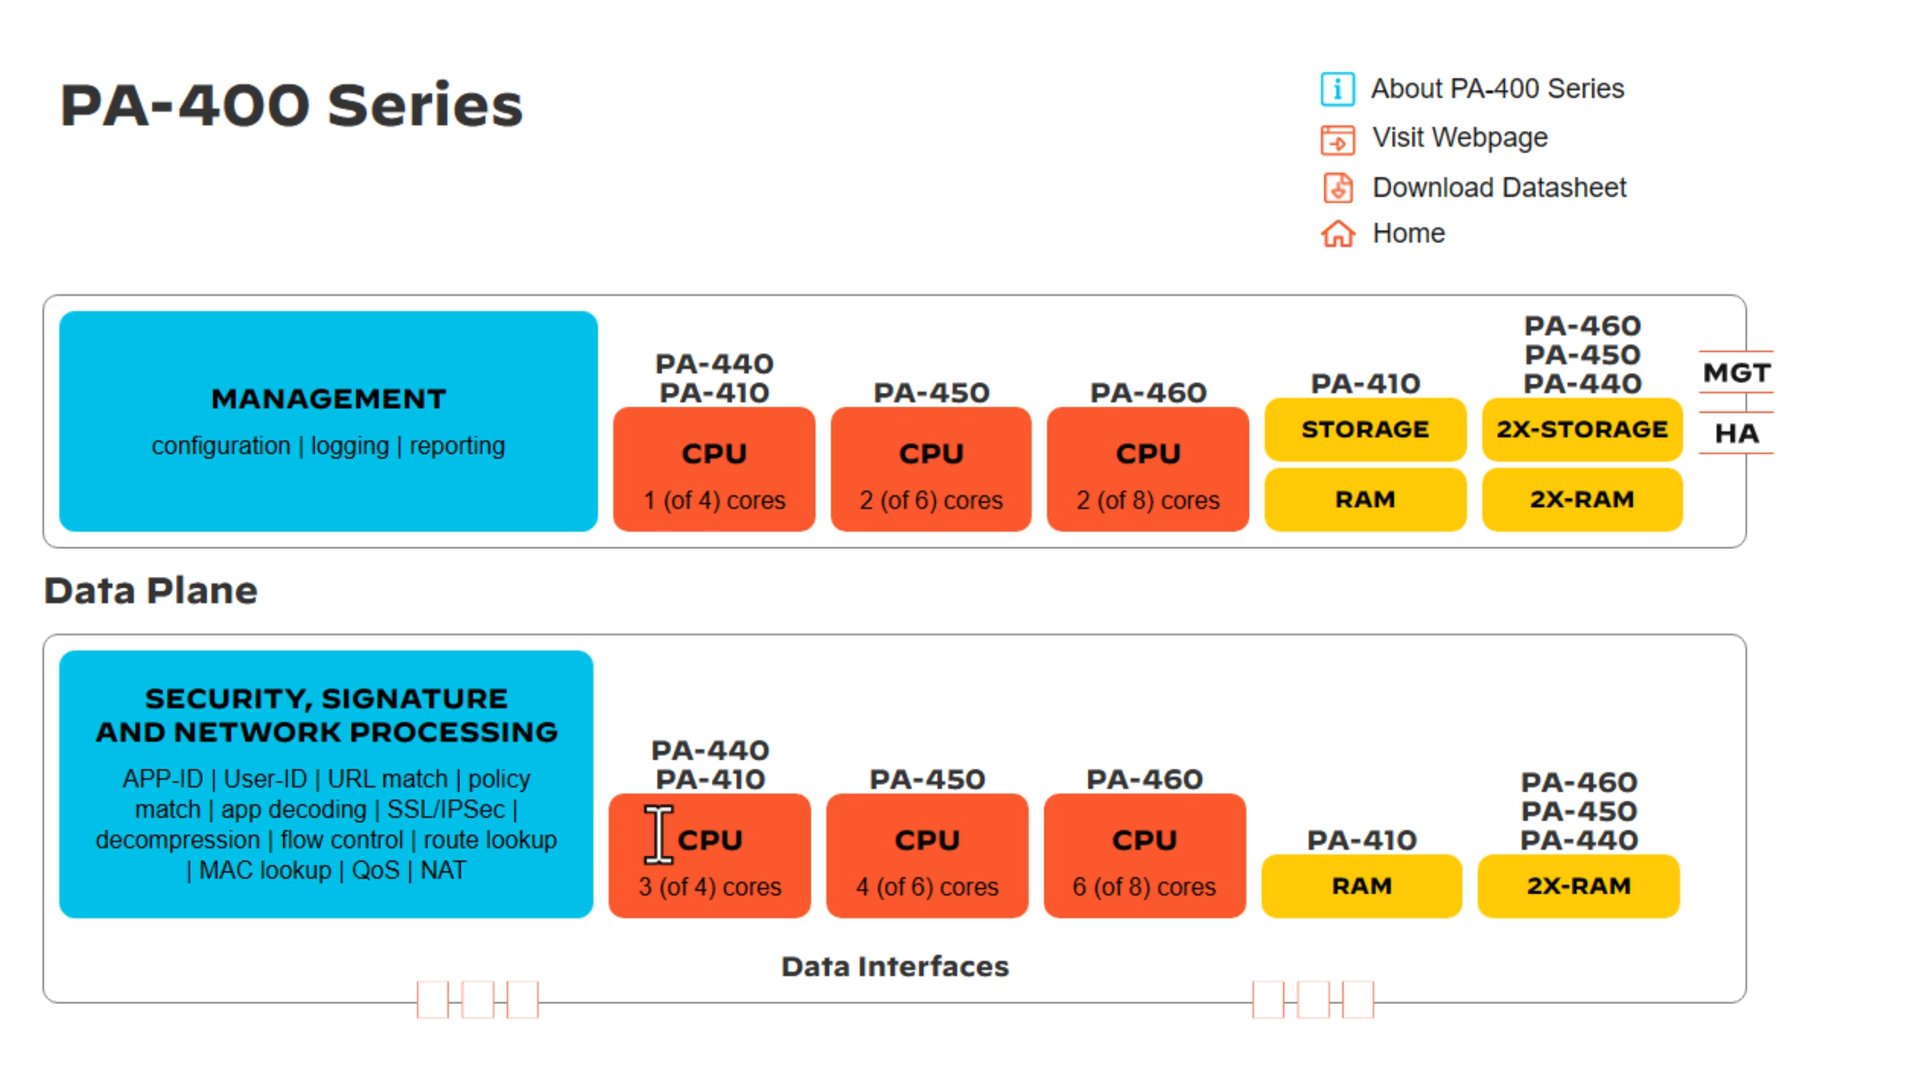 PA-400 Series
About PA-400 Series
Visit Webpage
Download Datasheet
Home
MANAGEMENT
configuration | logging | reporting
PA-440
PA-410
CPU
1 (of 4) cores
PA-450
CPU
2 (of 6) cores
PA-460
CPU
2 (of 8) cores
PA-410
STORAGE
RAM
PA-460
PA-450
PA-440
2X-STORAGE
2X-RAM
MGT
HA
Data Plane
SECURITY, SIGNATURE
AND NETWORK PROCESSING
APP-ID | User-ID | URL match | policy
match | app decoding | SSL/IPSec |
decompression | flow control | route lookup
| MAC lookup | QoS | NAT
PA-440
PA-410
CPU
3 (of 4) cores
PA-450
CPU
4 (of 6) cores
PA-460
CPU
6 (of 8) cores
PA-410
RAM
PA-460
PA-450
PA-440
2X-RAM
Data Interfaces